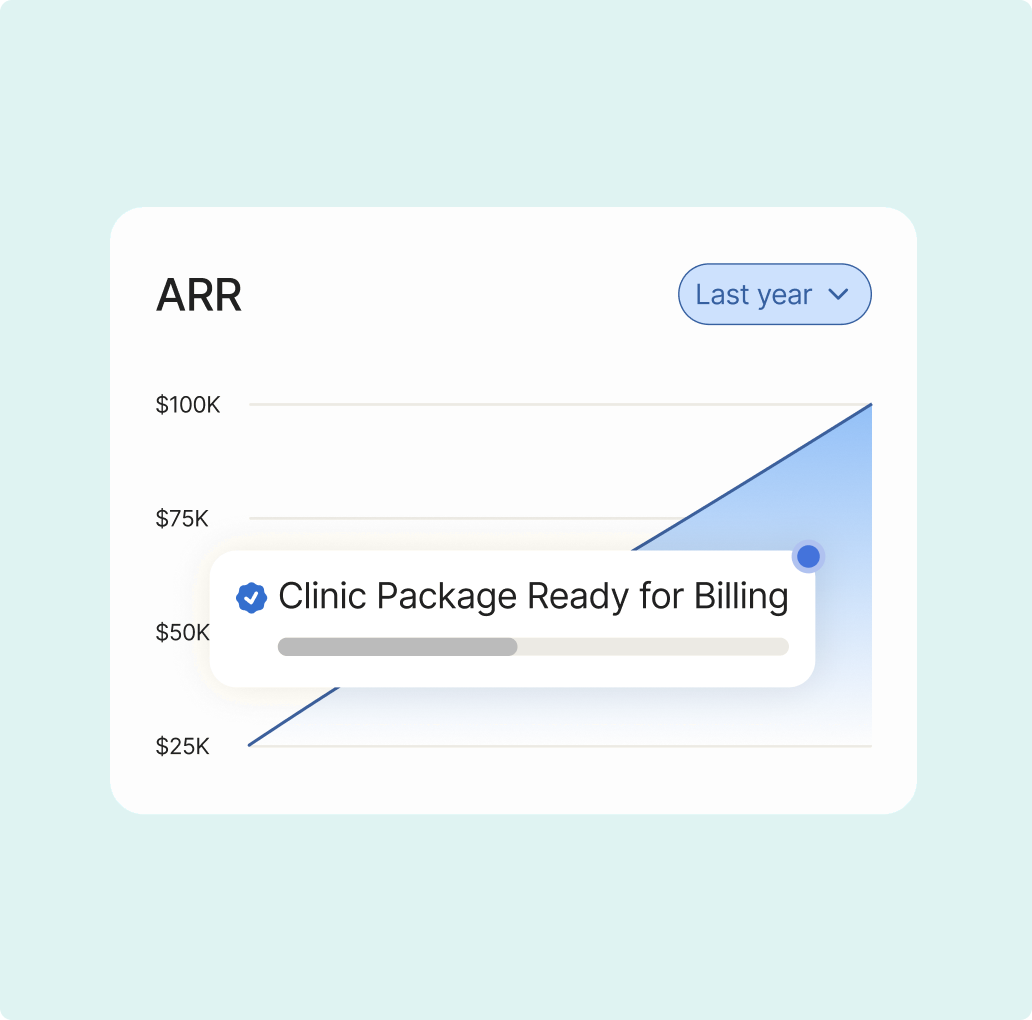 ARR
Last year
$100K
$75K
Clinic Package Ready for Billing
$50K
$25K